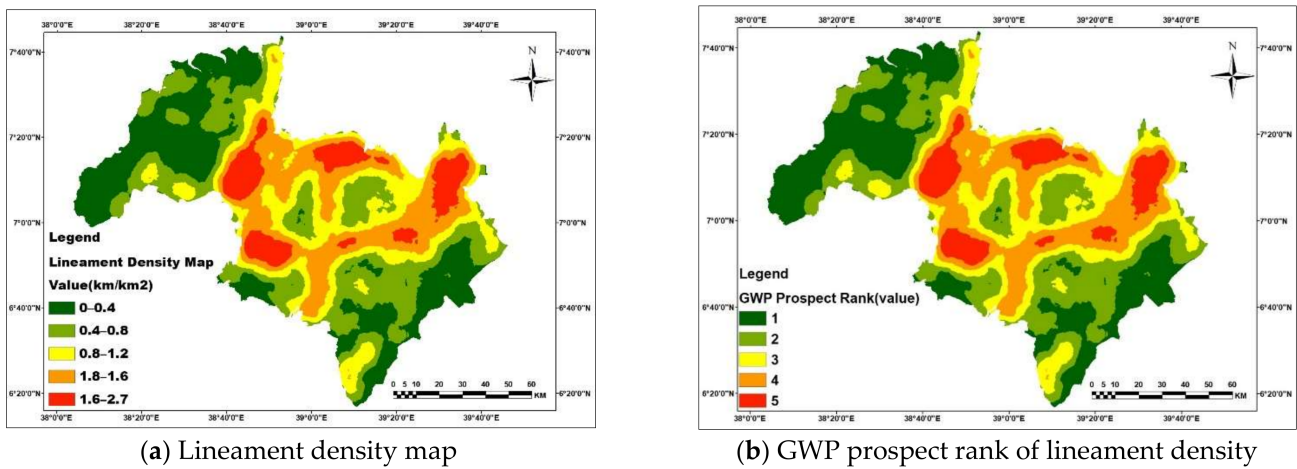 38°0'0"E 38°20'0"E 38°40'0"E 39°0'0"E 39°20'0"E 39°40'0"E
7°40'0"N
7°20'0"N
7°0'0"N
6°40'0"N
6°20'0"N
N
7°40'0"N
7°20'0"N
7°0'0"N
6°40'0"N
6°20'0"N
Legend
Lineament Density Map
Value(km/km2)
0–0.4
0.4–0.8
0.8–1.2
1.8–1.6
1.6–2.7
0 5 10 20 30 40 50 60
KM
38°0'0"E 38°20'0"E 38°40'0"E 39°0'0"E 39°20'0"E 39°40'0"E
(a) Lineament density map
38°0'0"E 38°20'0"E 38°40'0"E 39°0'0"E 39°20'0"E 39°40'0"E
7°40'0"N
7°20'0"N
7°0'0"N
6°40'0"N
6°20'0"N
N
7°40'0"N
7°20'0"N
7°0'0"N
6°40'0"N
6°20'0"N
Legend
GWP Prospect Rank(value)
1
2
3
4
5
0 5 10 20 30 40 50 60
KM
38°0'0"E 38°20'0"E 38°40'0"E 39°0'0"E 39°20'0"E 39°40'0"E
(b) GWP prospect rank of lineament density